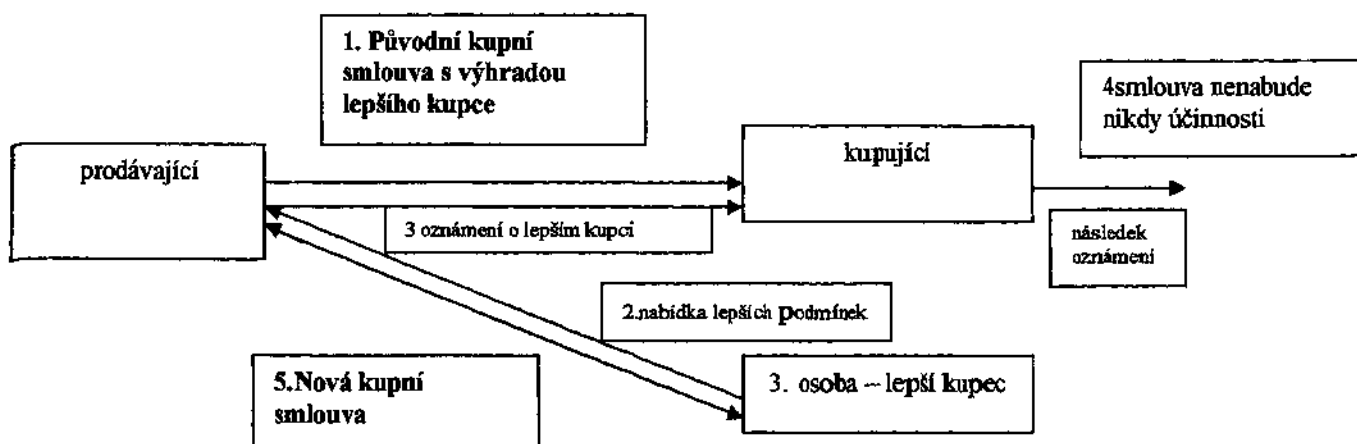 1. Původní kupní
smlouva s výhradou
lepšího kupce
4smlouva nenabude
nikdy účinnosti
prodávající
kupující
3 oznámení o lepším kupci
následek
oznámení
2.nabídka lepších podmínek
5.Nová kupní
smlouva
3. osoba – lepší kupec